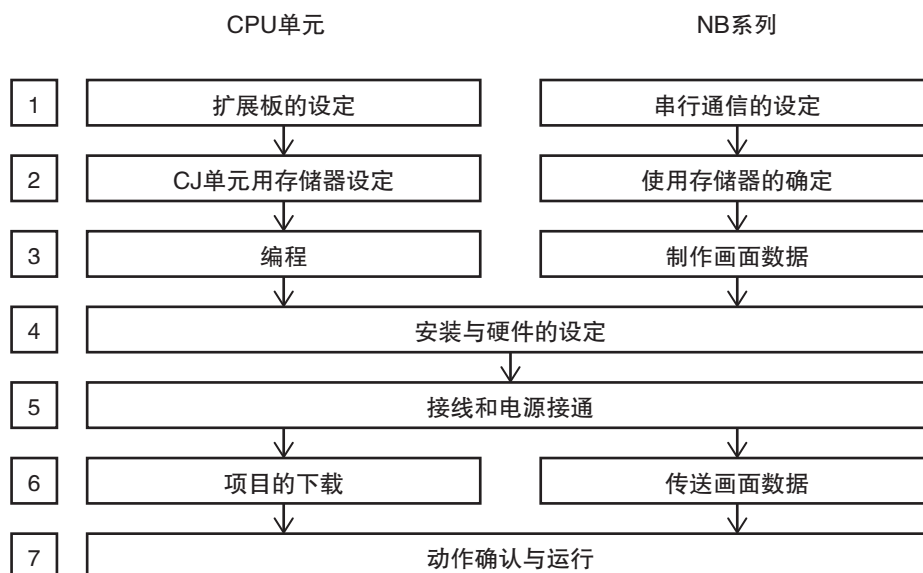 CPU单元 NB系列
1 扩展板的设定 串行通信的设定
2 CJ单元用存储器设定 使用存储器的确定
3 编程 制作画面数据
4 安装与硬件的设定
5 接线和电源接通
6 项目的下载 传送画面数据
7 动作确认与运行